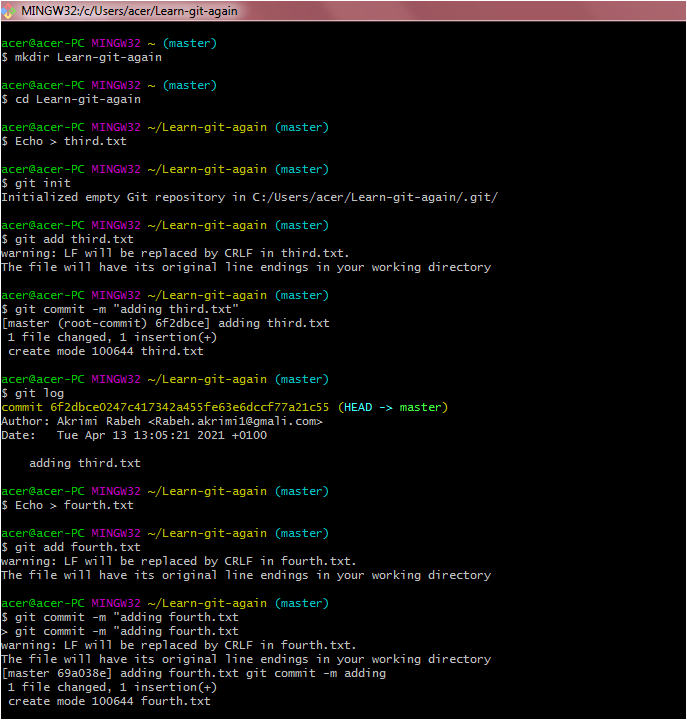 MINGW32:/c/Users/acer/Learn-git-again
acer@acer-PC MINGW32 ~ (master)
$ mkdir Learn-git-again
acer@acer-PC MINGW32 ~ (master)
$ cd Learn-git-again
acer@acer-PC MINGW32 ~/Learn-git-again (master)
$ Echo > third.txt
acer@acer-PC MINGW32 ~/Learn-git-again (master)
$ git init
Initialized empty Git repository in C:/Users/acer/Learn-git-again/.git/
acer@acer-PC MINGW32 ~/Learn-git-again (master)
$ git add third.txt
warning: LF will be replaced by CRLF in third.txt.
The file will have its original line endings in your working directory
acer@acer-PC MINGW32 ~/Learn-git-again (master)
$ git commit -m "adding third.txt"
[master (root-commit) 6f2dbce] adding third.txt
 1 file changed, 1 insertion(+)
 create mode 100644 third.txt
acer@acer-PC MINGW32 ~/Learn-git-again (master)
$ git log
commit 6f2dbce0247c417342a455fe63e6dccf77a21c55 (HEAD -> master)
Author: Akrimi Rabeh <Rabeh.akrimi1@gmali.com>
Date:   Tue Apr 13 13:05:21 2021 +0100
    adding third.txt
acer@acer-PC MINGW32 ~/Learn-git-again (master)
$ Echo > fourth.txt
acer@acer-PC MINGW32 ~/Learn-git-again (master)
$ git add fourth.txt
warning: LF will be replaced by CRLF in fourth.txt.
The file will have its original line endings in your working directory
acer@acer-PC MINGW32 ~/Learn-git-again (master)
$ git commit -m "adding fourth.txt
> git commit -m "adding fourth.txt
warning: LF will be replaced by CRLF in fourth.txt.
The file will have its original line endings in your working directory
[master 69a038e] adding fourth.txt git commit -m adding
 1 file changed, 1 insertion(+)
 create mode 100644 fourth.txt